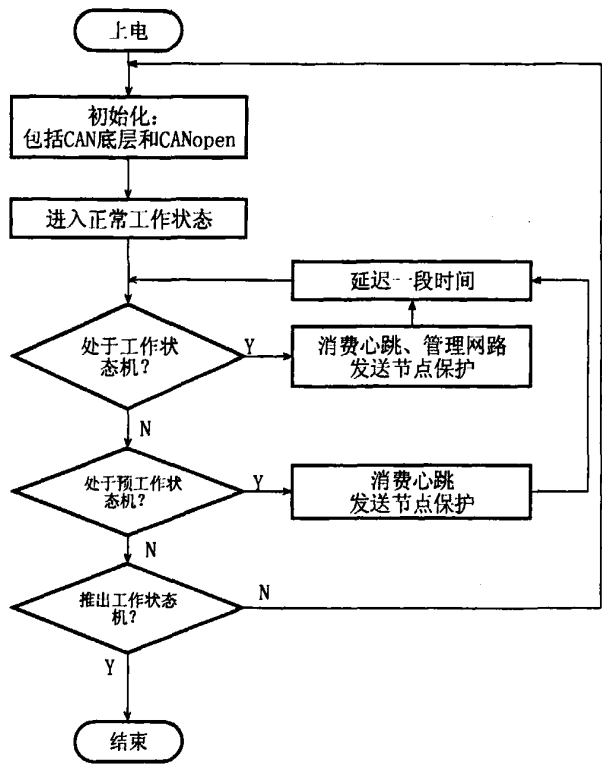 上电
初始化:
包括CAN底层和CANopen
进入正常工作状态
延迟一段时间
处于工作状
态机?
Y
消费心跳、管理网路
发送节点保护
N
处于预工作状
态机?
Y
消费心跳
发送节点保护
N
推出工作状态
机?
N
Y
结束